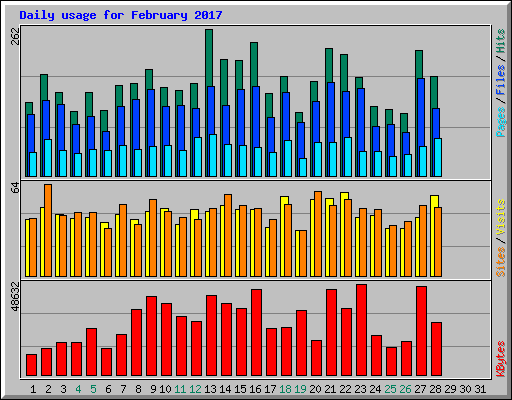 Daily usage for February 2017
262
Pages / Files / Hits
64
Sites / Visits
48632
KBytes
1 2 3 4 5 6 7 8 9 10 11 12 13 14 15 16 17 18 19 20 21 22 23 24 25 26 27 28 29 30 31